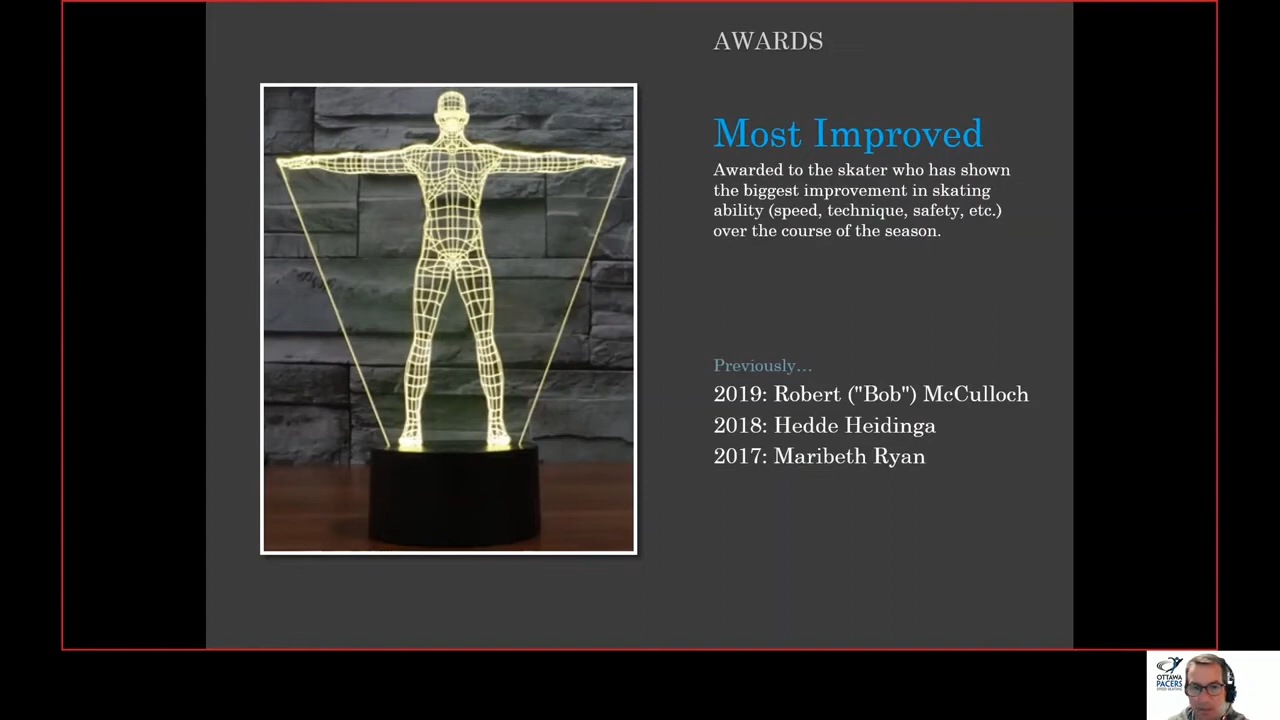 AWARDS
Most Improved
Awarded to the skater who has shown
the biggest improvement in skating
ability (speed, technique, safety, etc.)
over the course of the season.
Previously…
2019: Robert ("Bob") McCulloch
2018: Hedde Heidinga
2017: Maribeth Ryan
OTTAWA
PACERS
SPEED SKATING